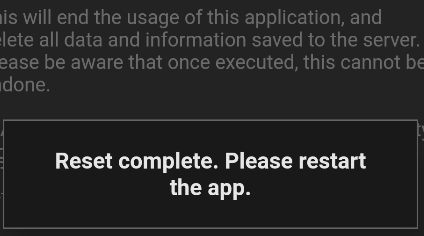 his will end the usage of this application, and
elete all data and information saved to the server.
ease be aware that once executed, this cannot be
ndone.
Reset complete. Please restart
the app.